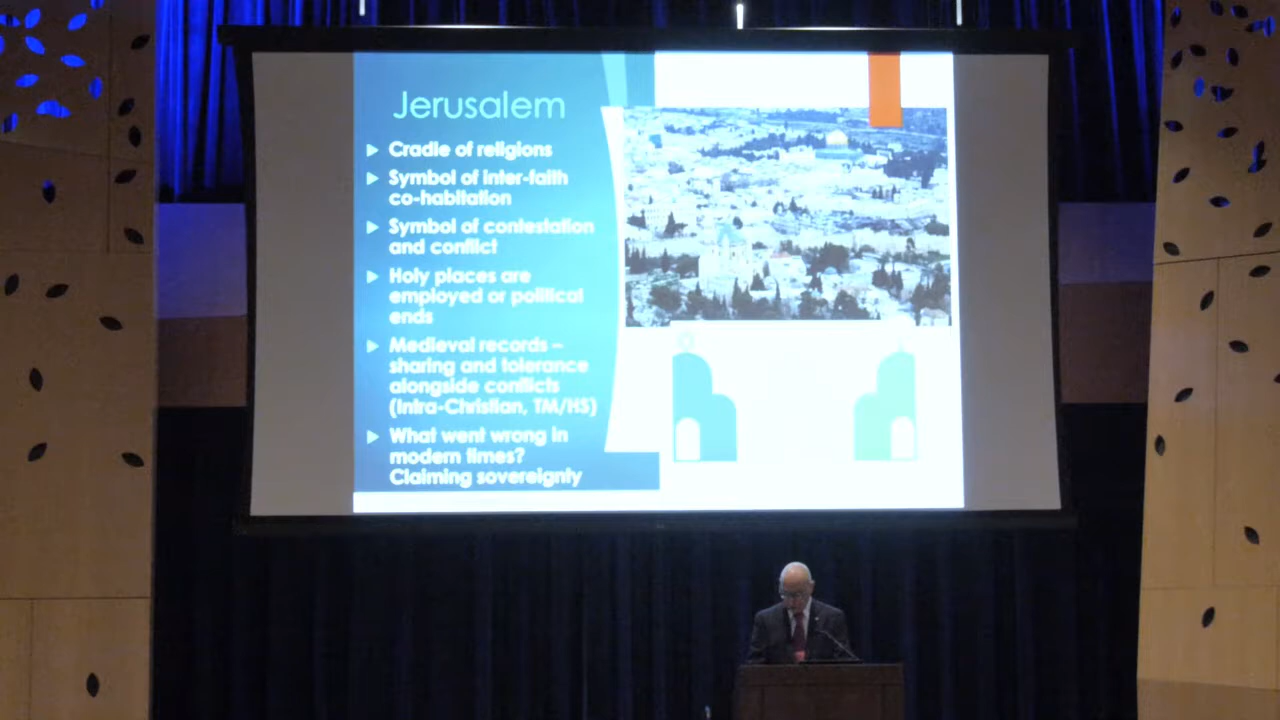 Jerusalem
Cradle of religions
Symbol of inter-faith
co-habitation
Symbol of contestation
and conflict
Holy places are
employed or political
ends
Medieval records –
sharing and tolerance
alongside conflicts
(Intra-Christian, TM/HS)
What went wrong in
modern times?
Claiming sovereignty